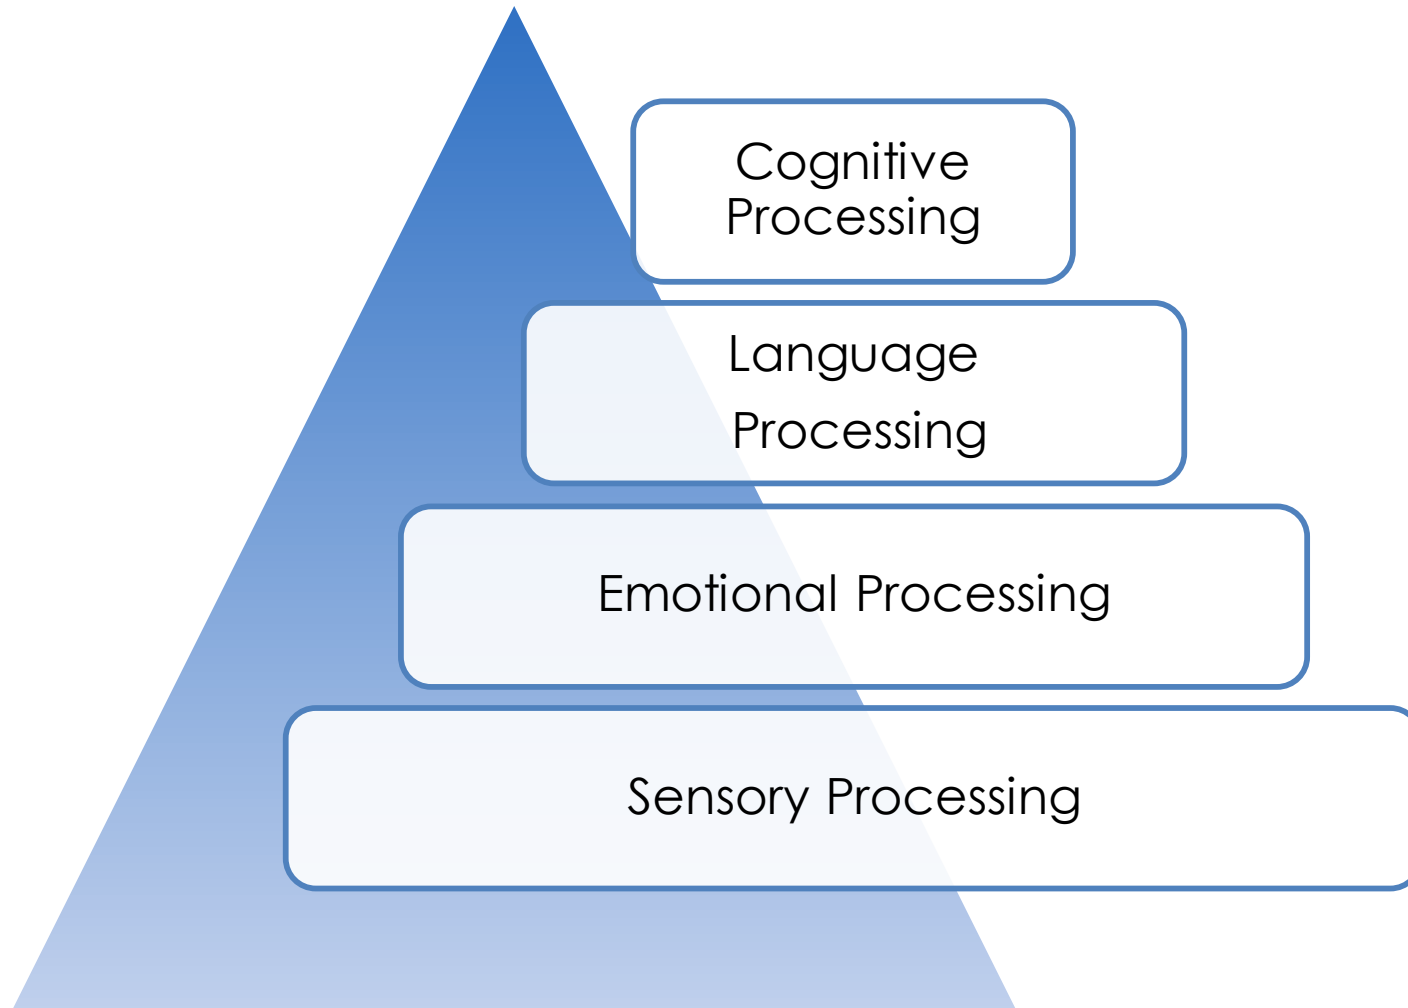 Cognitive
Processing
Language
Processing
Emotional Processing
Sensory Processing